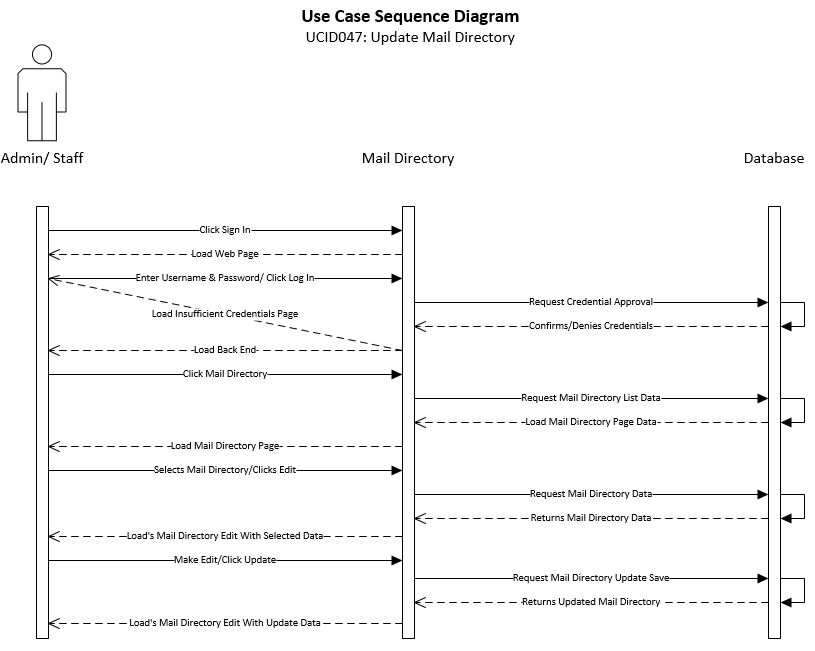 Use Case Sequence Diagram
UCID047: Update Mail Directory
Admin/ Staff
Mail Directory
Database
Click Sign In
Load Web Page
Enter Username & Password/ Click Log In
Request Credential Approval
Load Insufficient Credentials Page
Confirms/Denies Credentials
Load Back End
Click Mail Directory
Request Mail Directory List Data
Load Mail Directory Page Data
Load Mail Directory Page
Selects Mail Directory/Clicks Edit
Request Mail Directory Data
Returns Mail Directory Data
Load's Mail Directory Edit With Selected Data
Make Edit/Click Update
Request Mail Directory Update Save
Returns Updated Mail Directory
Load's Mail Directory Edit With Update Data